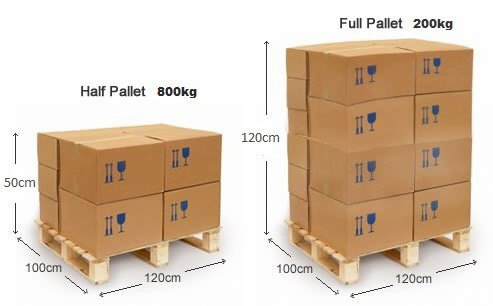 Full Pallet 200kg
Half Pallet 800kg
120cm
50cm
100cm
120cm
100cm
120cm